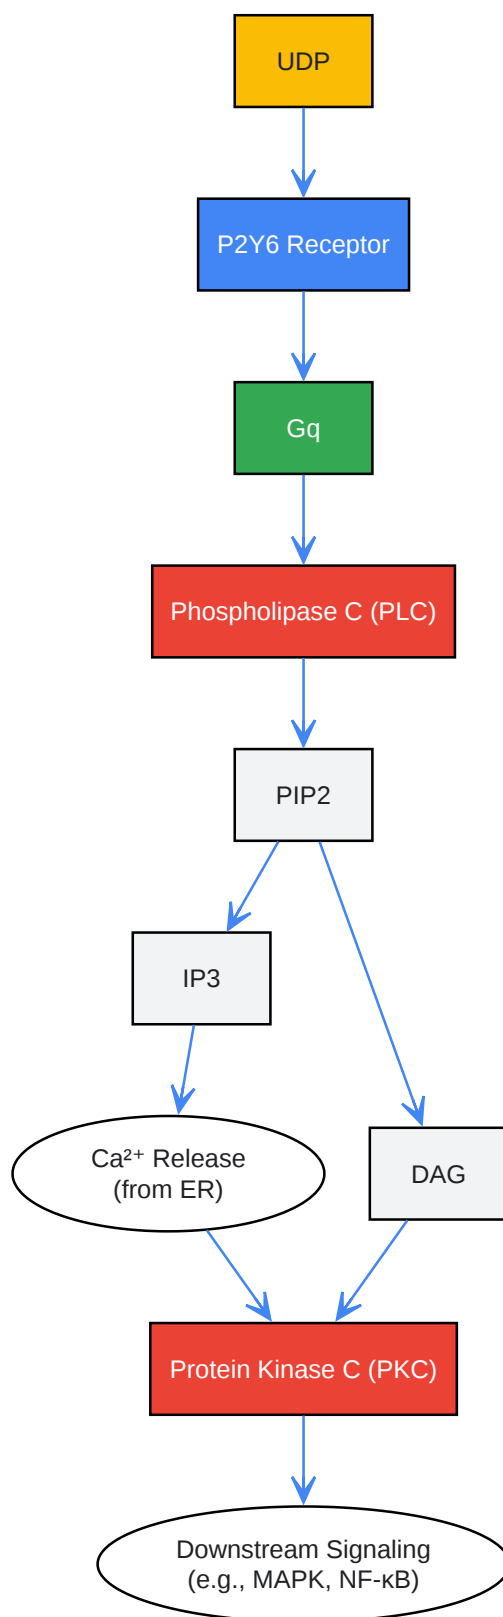 UDP
P2Y6 Receptor
Gq
Phospholipase C (PLC)
PIP2
IP3
Ca²⁺ Release
(from ER)
DAG
Protein Kinase C (PKC)
Downstream Signaling
(e.g., MAPK, NF-κB)